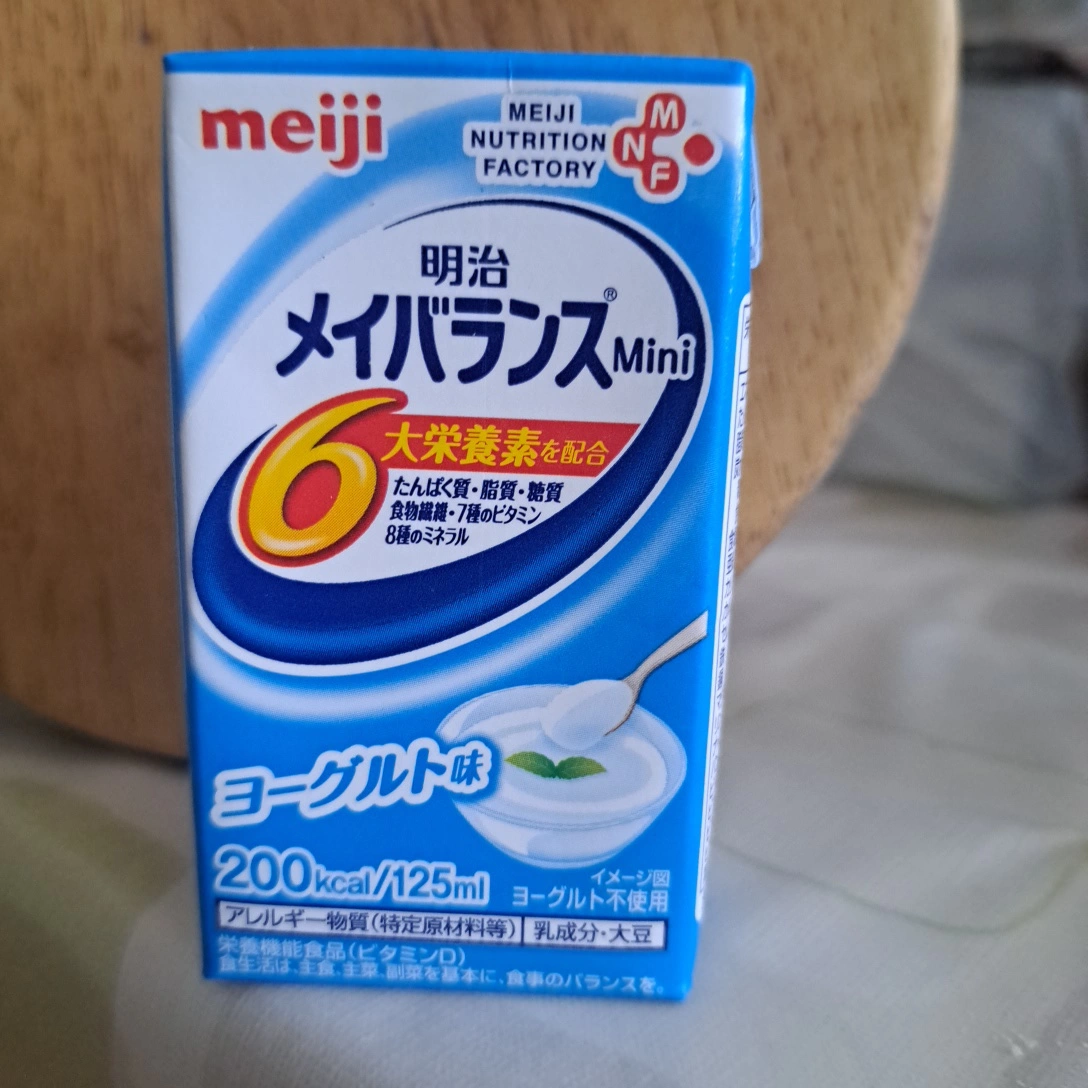 meiji
MEIJI
NUTRITION
FACTORY
M
N C
F
明治
メイバランス®Mini
6大栄養素を配合
たんぱく質・脂質・糖質
食物繊維・7種のビタミン
8種のミネラル
ヨーグルト味
200kcal/125ml
イメージ図
ヨーグルト不使用
アレルギー物質(特定原材料等) 乳成分・大豆
栄養機能食品(ビタミンD)
食生活は、主食、主菜、副菜を基本に、食事のバランスを。